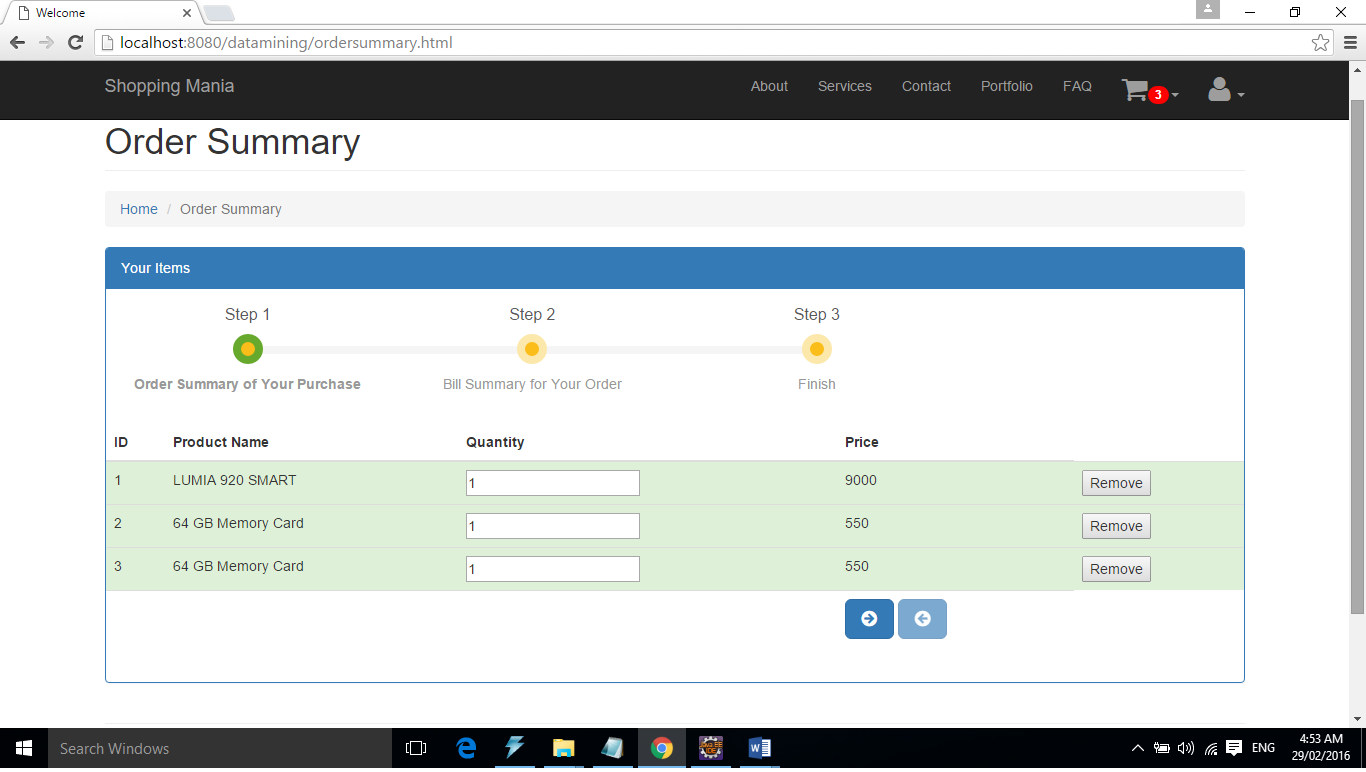 Welcome
localhost:8080/datamining/ordersummary.html
Shopping Mania About Services Contact Portfolio FAQ 3
Order Summary
Home / Order Summary
Your Items
Step 1 Step 2 Step 3
Order Summary of Your Purchase Bill Summary for Your Order Finish
ID Product Name Quantity Price
1 LUMIA 920 SMART 1 9000 Remove
2 64 GB Memory Card 1 550 Remove
3 64 GB Memory Card 1 550 Remove
Search Windows ENG 4:53 AM
29/02/2016